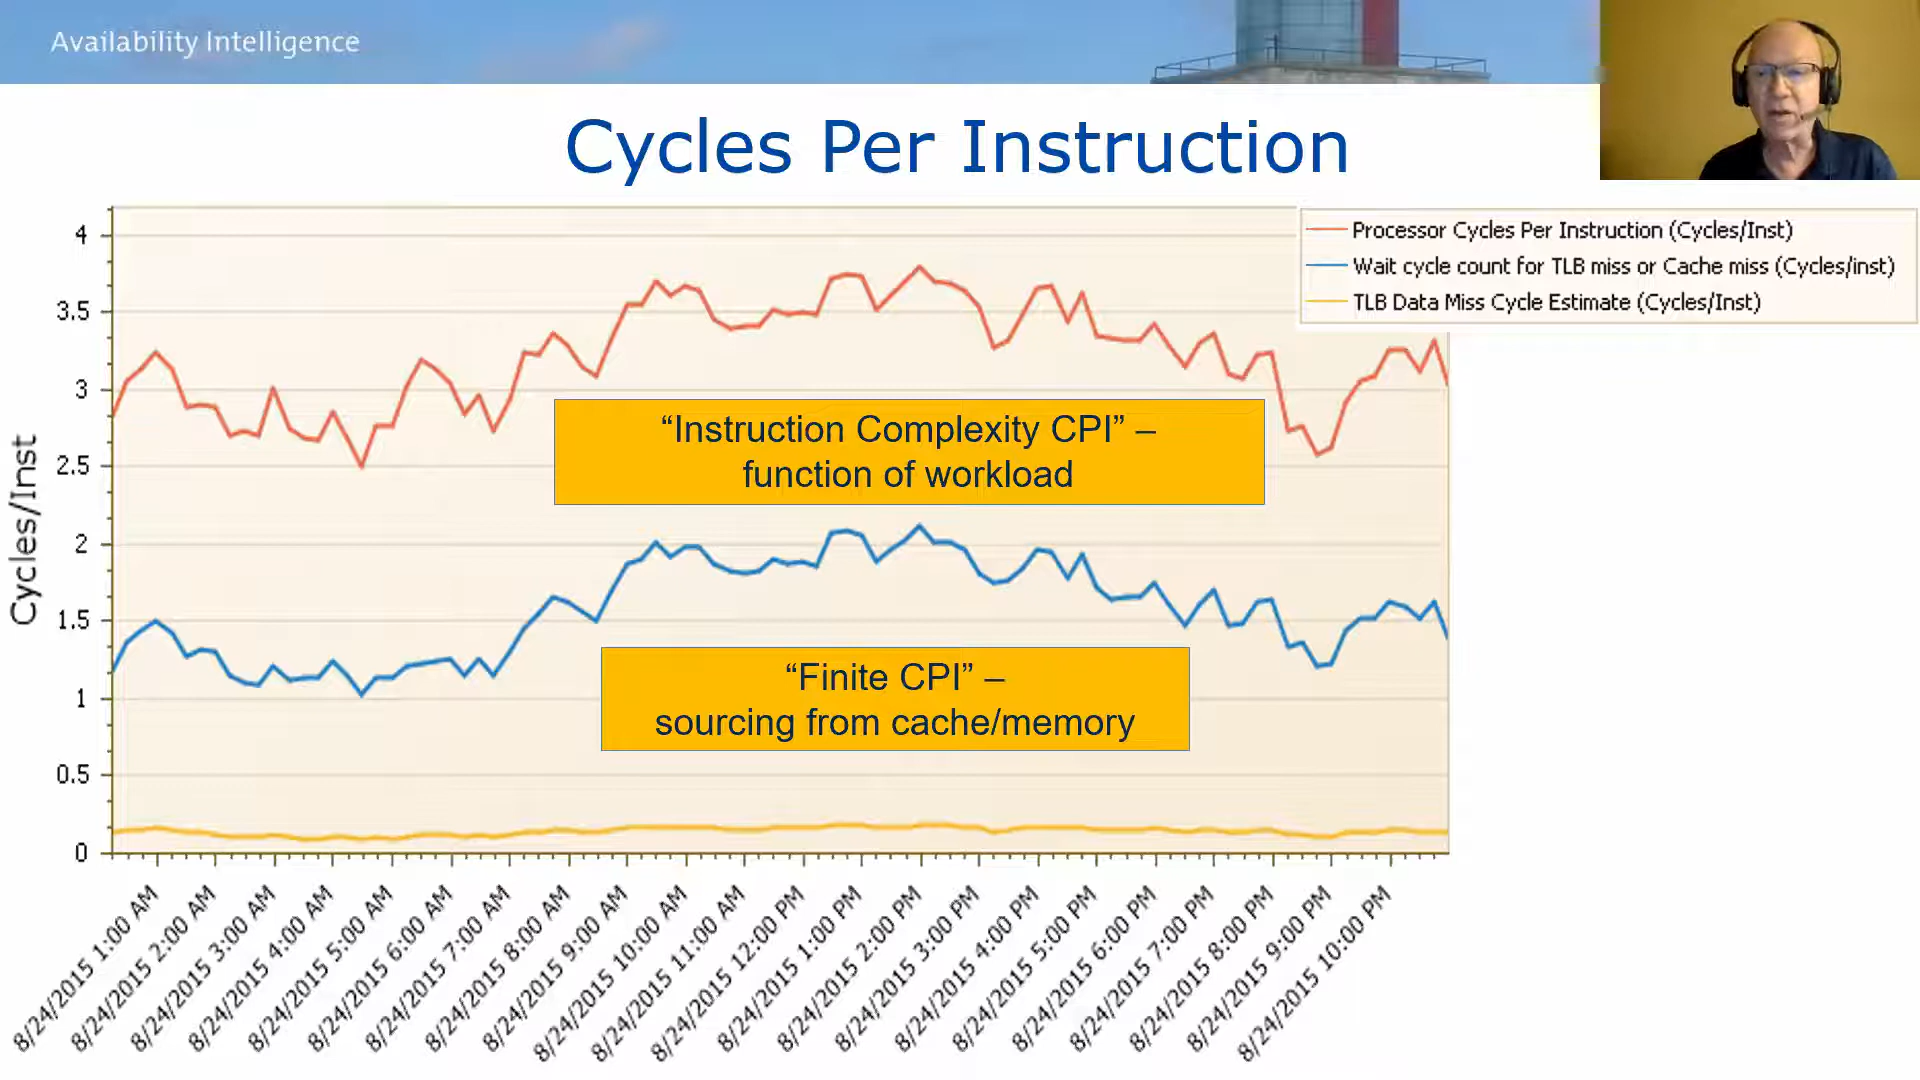 Availability Intelligence
Cycles Per Instruction
Processor Cycles Per Instruction (Cycles/Inst)
Wait cycle count for TLB miss or Cache miss (Cycles/inst)
TLB Data Miss Cycle Estimate (Cycles/Inst)
Cycles/Inst
4
3.5
3
2.5
2
1.5
1
0.5
0
“Instruction Complexity CPI” –
function of workload
“Finite CPI” –
sourcing from cache/memory
8/24/2015 1:00 AM
8/24/2015 2:00 AM
8/24/2015 3:00 AM
8/24/2015 4:00 AM
8/24/2015 5:00 AM
8/24/2015 6:00 AM
8/24/2015 7:00 AM
8/24/2015 8:00 AM
8/24/2015 9:00 AM
8/24/2015 10:00 AM
8/24/2015 11:00 AM
8/24/2015 12:00 PM
8/24/2015 1:00 PM
8/24/2015 2:00 PM
8/24/2015 3:00 PM
8/24/2015 4:00 PM
8/24/2015 5:00 PM
8/24/2015 6:00 PM
8/24/2015 7:00 PM
8/24/2015 8:00 PM
8/24/2015 9:00 PM
8/24/2015 10:00 PM